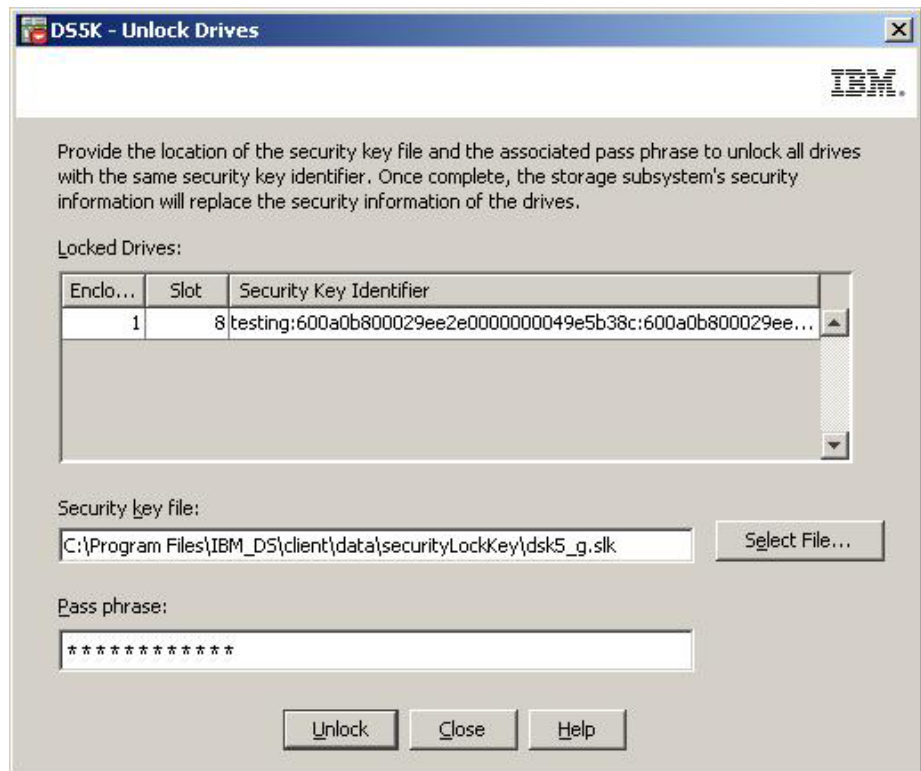 DS5K - Unlock Drives
IBM.
Provide the location of the security key file and the associated pass phrase to unlock all drives
with the same security key identifier. Once complete, the storage subsystem's security
information will replace the security information of the drives.
Locked Drives:
Enclo... Slot Security Key Identifier
1 8 testing:600a0b800029ee2e0000000049e5b38c:600a0b800029ee...
Security key file:
C:\Program Files\IBM_DS\client\data\securityLockKey\dsk5_g.slk Select File...
Pass phrase:
************
Unlock Close Help